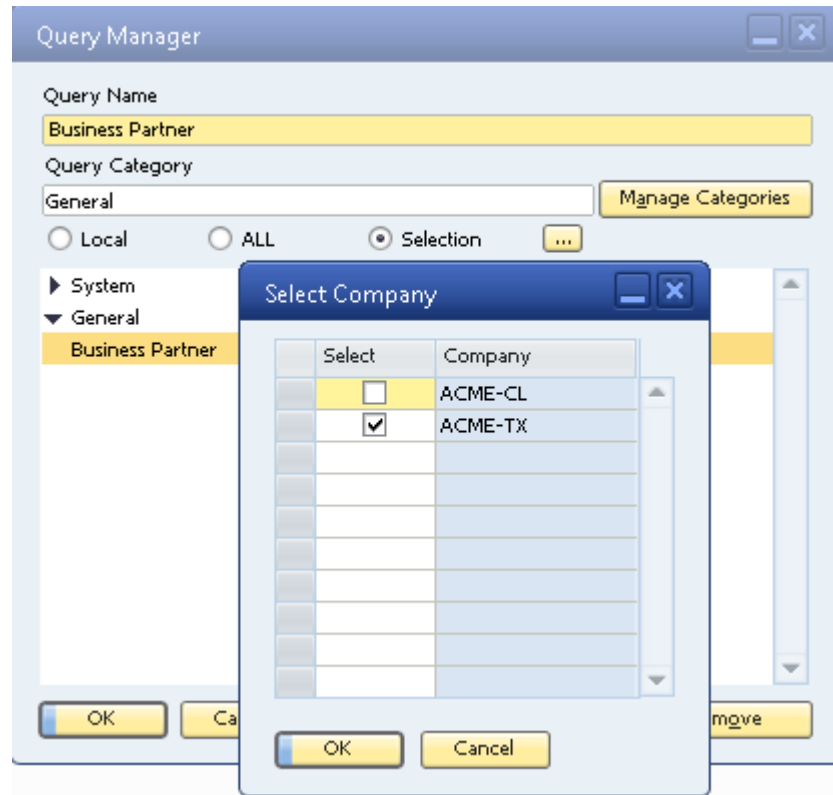 Query Manager
Query Name
Business Partner
Query Category
General
Manage Categories
Local
ALL
Selection
...
System
General
Business Partner
Select Company
Select Company
ACME-CL
ACME-TX
OK
Cancel
OK
Ca
move